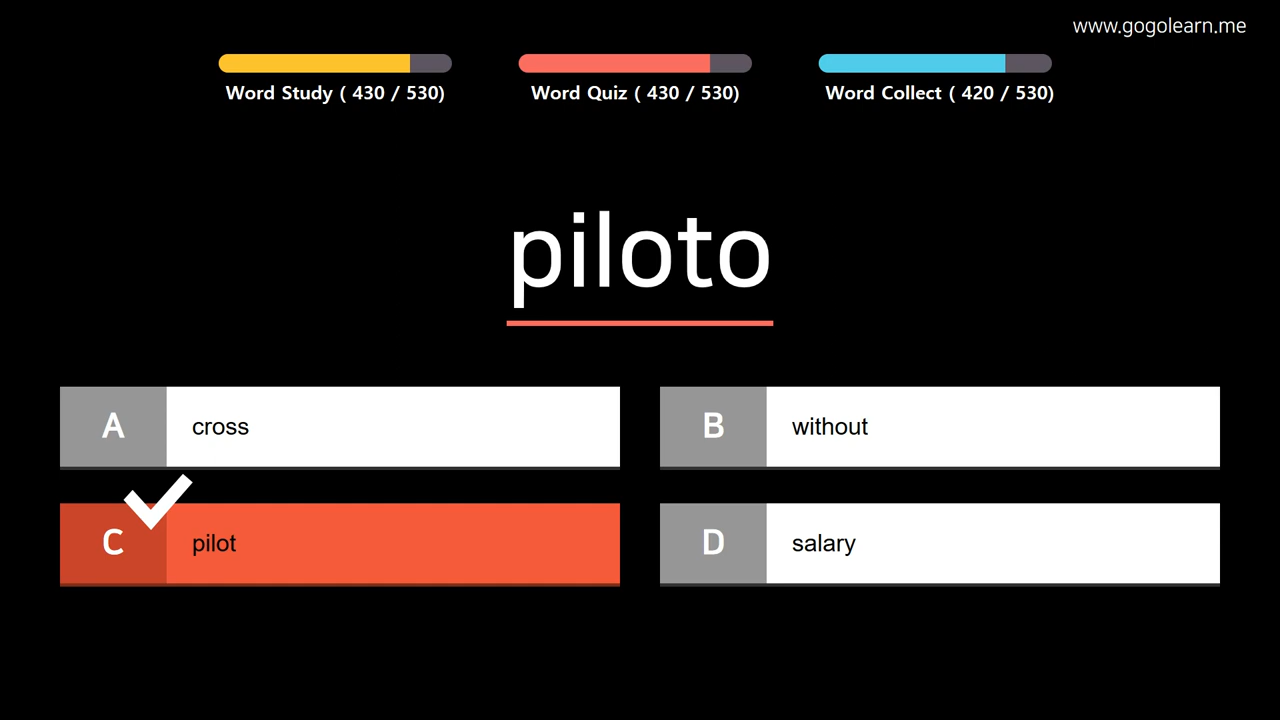 www.gogolearn.me
Word Study ( 430 / 530)
Word Quiz ( 430 / 530)
Word Collect ( 420 / 530)
piloto
A cross
B without
C pilot
D salary